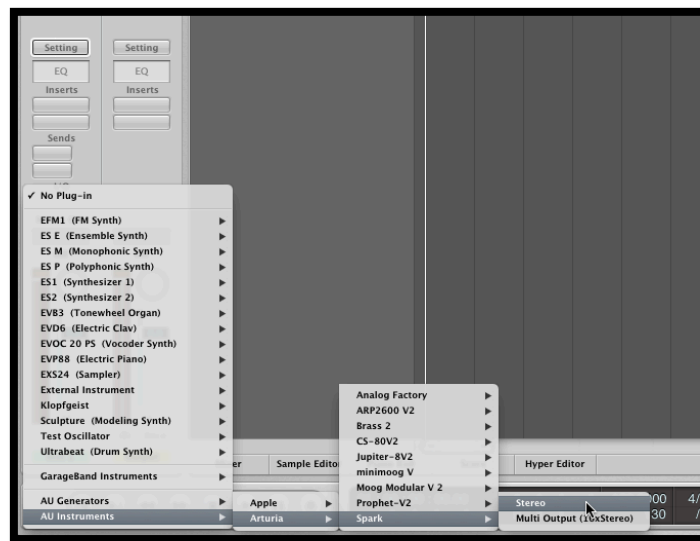 Setting
Setting
EQ
EQ
Inserts
Inserts
Sends
✓ No Plug-in
EFM1 (FM Synth)
ES E (Ensemble Synth)
ES M (Monophonic Synth)
ES P (Polyphonic Synth)
ES1 (Synthesizer 1)
ES2 (Synthesizer 2)
EVB3 (Tonewheel Organ)
EVD6 (Electric Clav)
EVOC 20 PS (Vocoder Synth)
EVP88 (Electric Piano)
EXS24 (Sampler)
External Instrument
Klopfgeist
Sculpture (Modeling Synth)
Test Oscillator
Ultrabeat (Drum Synth)
GarageBand Instruments
AU Generators
AU Instruments
Apple
Arturia
Analog Factory
ARP2600 V2
Brass 2
CS-80V2
Jupiter-8V2
minimoog V
Moog Modular V 2
Prophet-V2
Spark
Stereo
Multi Output (16xStereo)
Sample Editor
Hyper Editor
000
30
4/
/